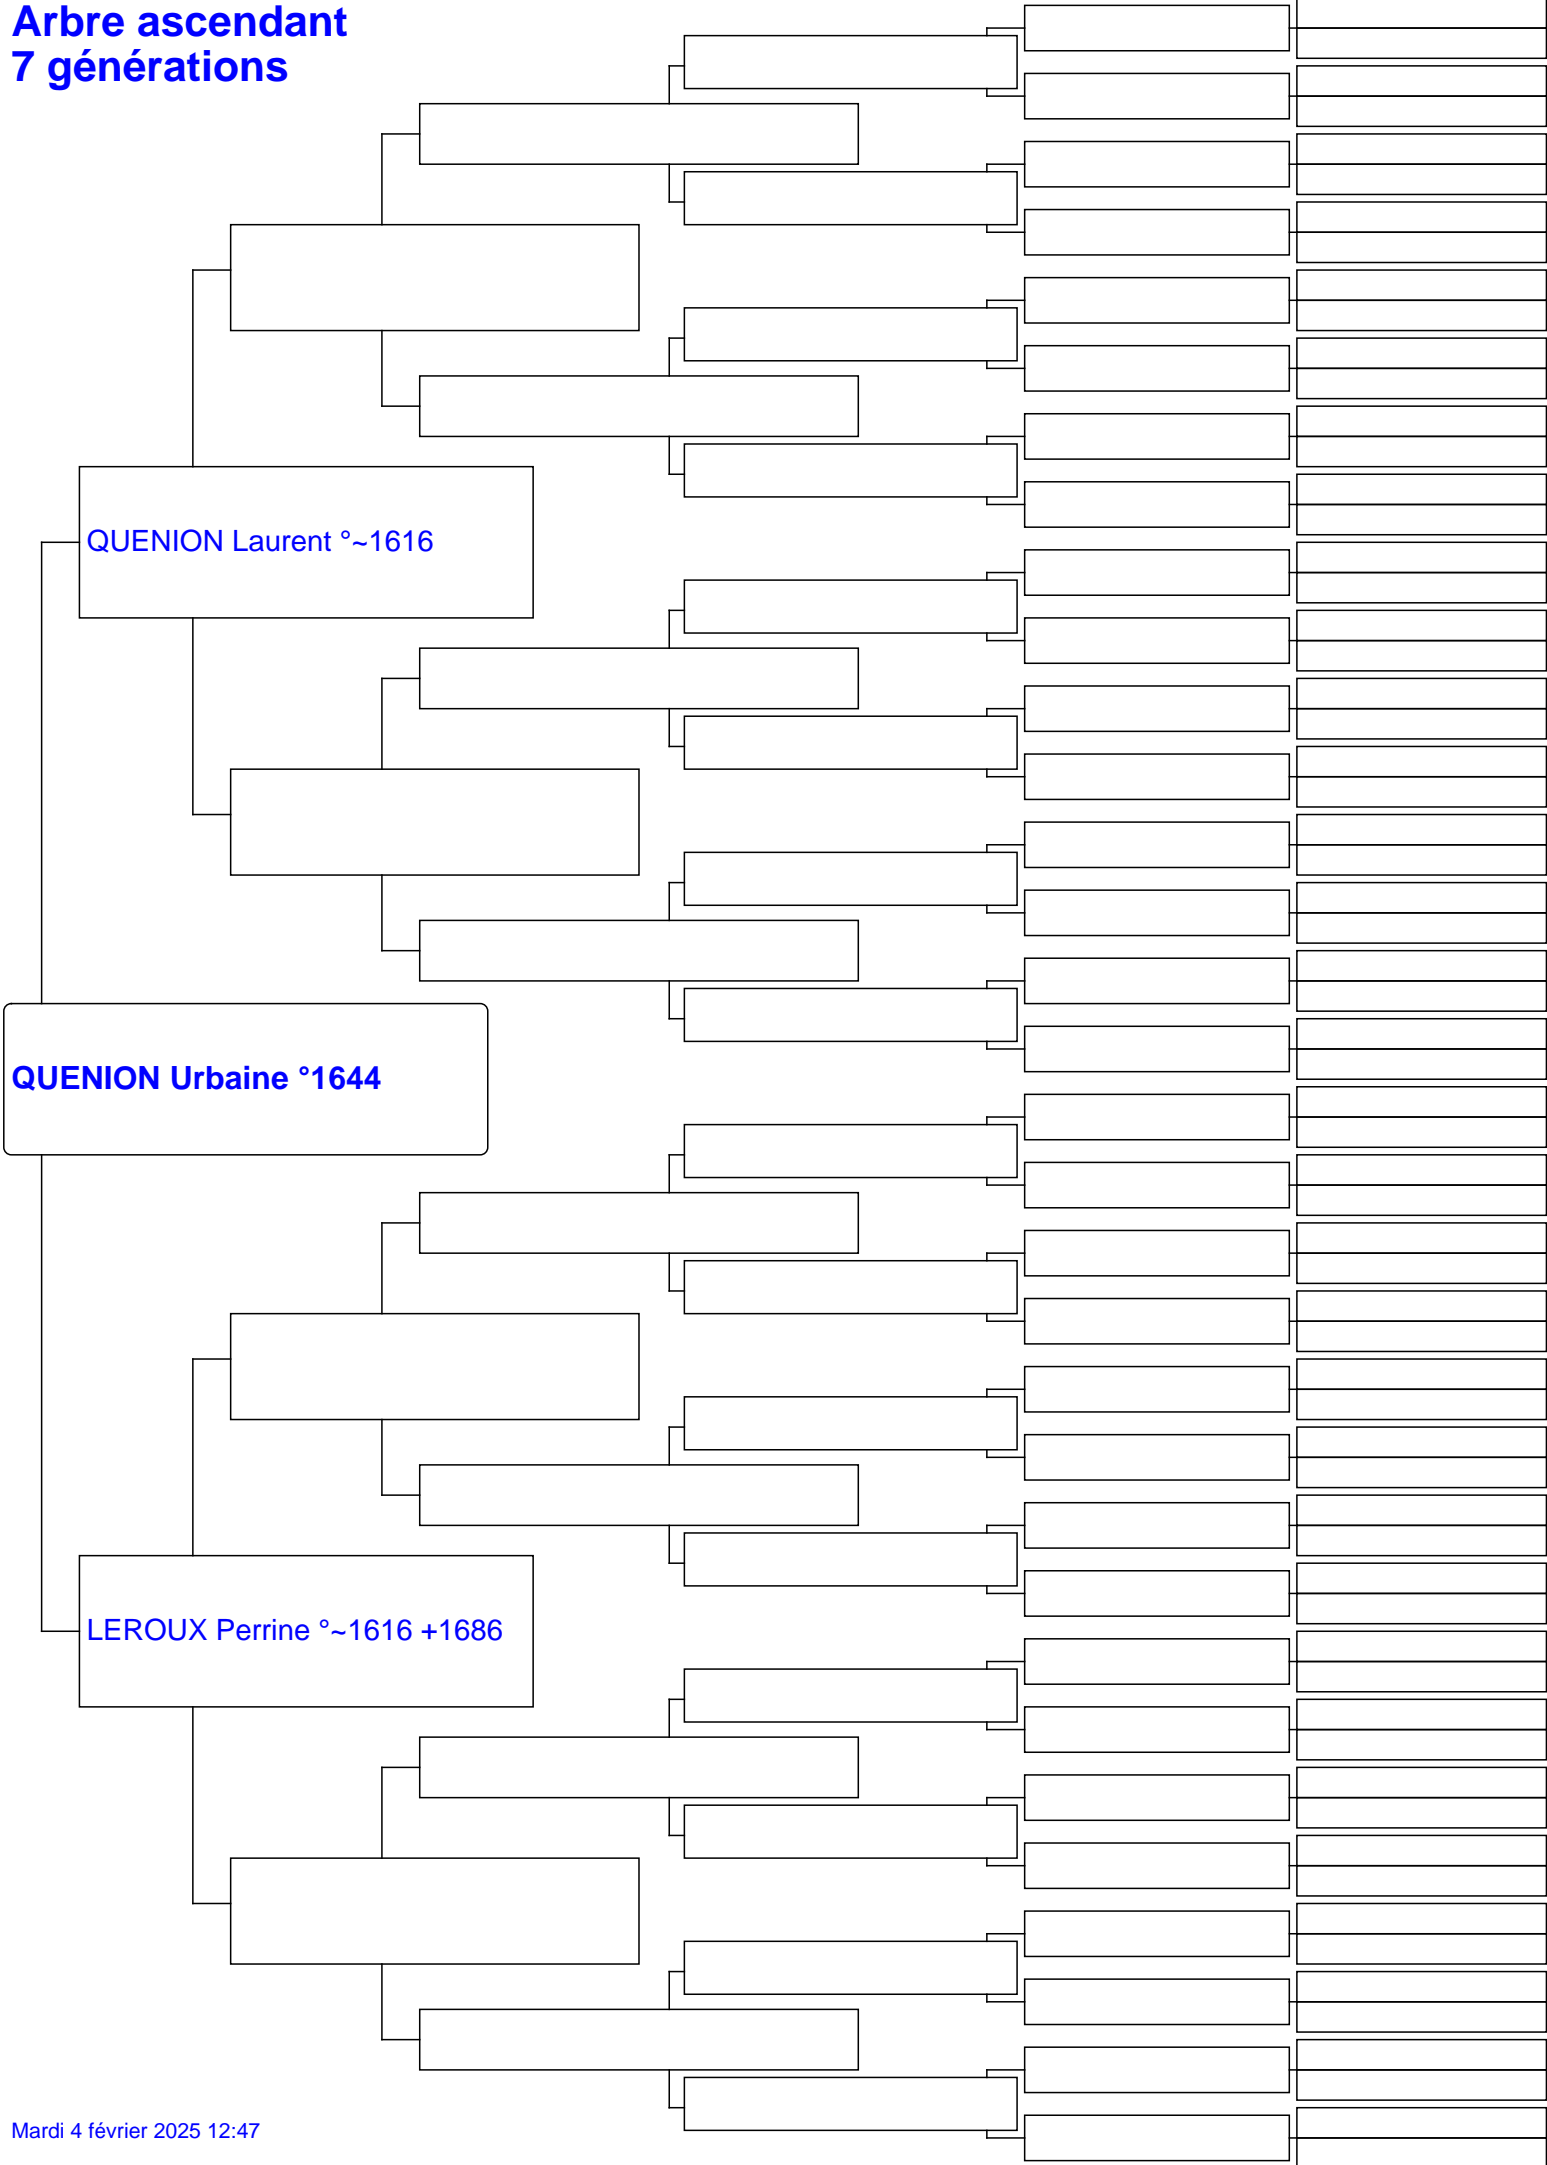 Arbre ascendant
7 générations
QUENION Laurent °~1616
QUENION Urbaine °1644
LEROUX Perrine °~1616 +1686
Mardi 4 février 2025 12:47